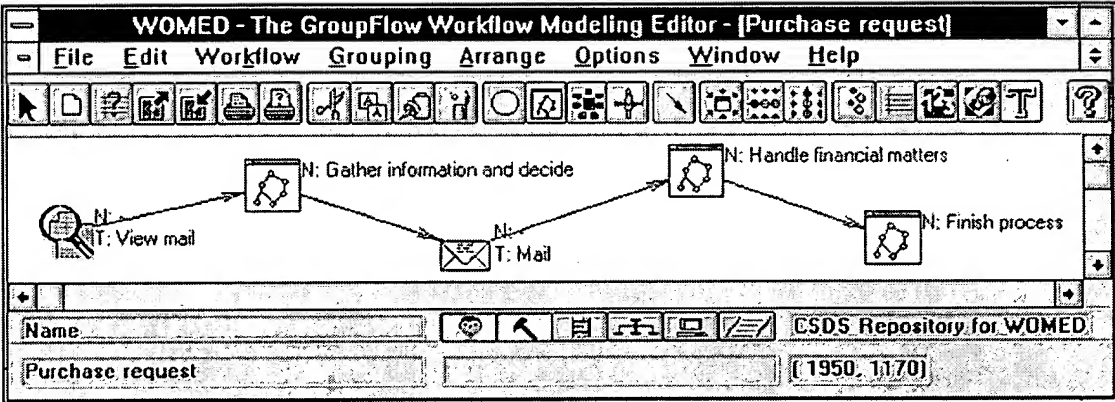 WOMED - The GroupFlow Workflow Modeling Editor - [Purchase request]
File Edit Workflow Grouping Arrange Options Window Help
N: Gather information and decide
N: Handle financial matters
N:
T: View mail
N:
T: Mail
N: Finish process
Name
CSDS Repository for WOMED
Purchase request
( 1950, 1170)